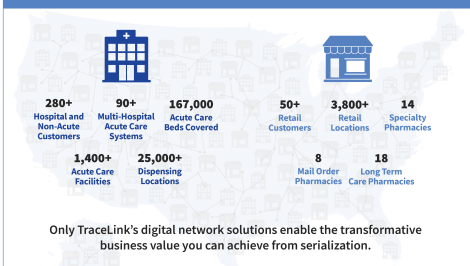 280+
Hospital and
Non-Acute
Customers
90+
Multi-Hospital
Acute Care
Systems
167,000
Acute Care
Beds Covered
1,400+
Acute Care
Facilities
25,000+
Dispensing
Locations
50+
Retail
Customers
3,800+
Retail
Locations
14
Specialty
Pharmacies
8
Mail Order
Pharmacies
18
Long Term
Care Pharmacies
Only TraceLink's digital network solutions enable the transformative
business value you can achieve from serialization.